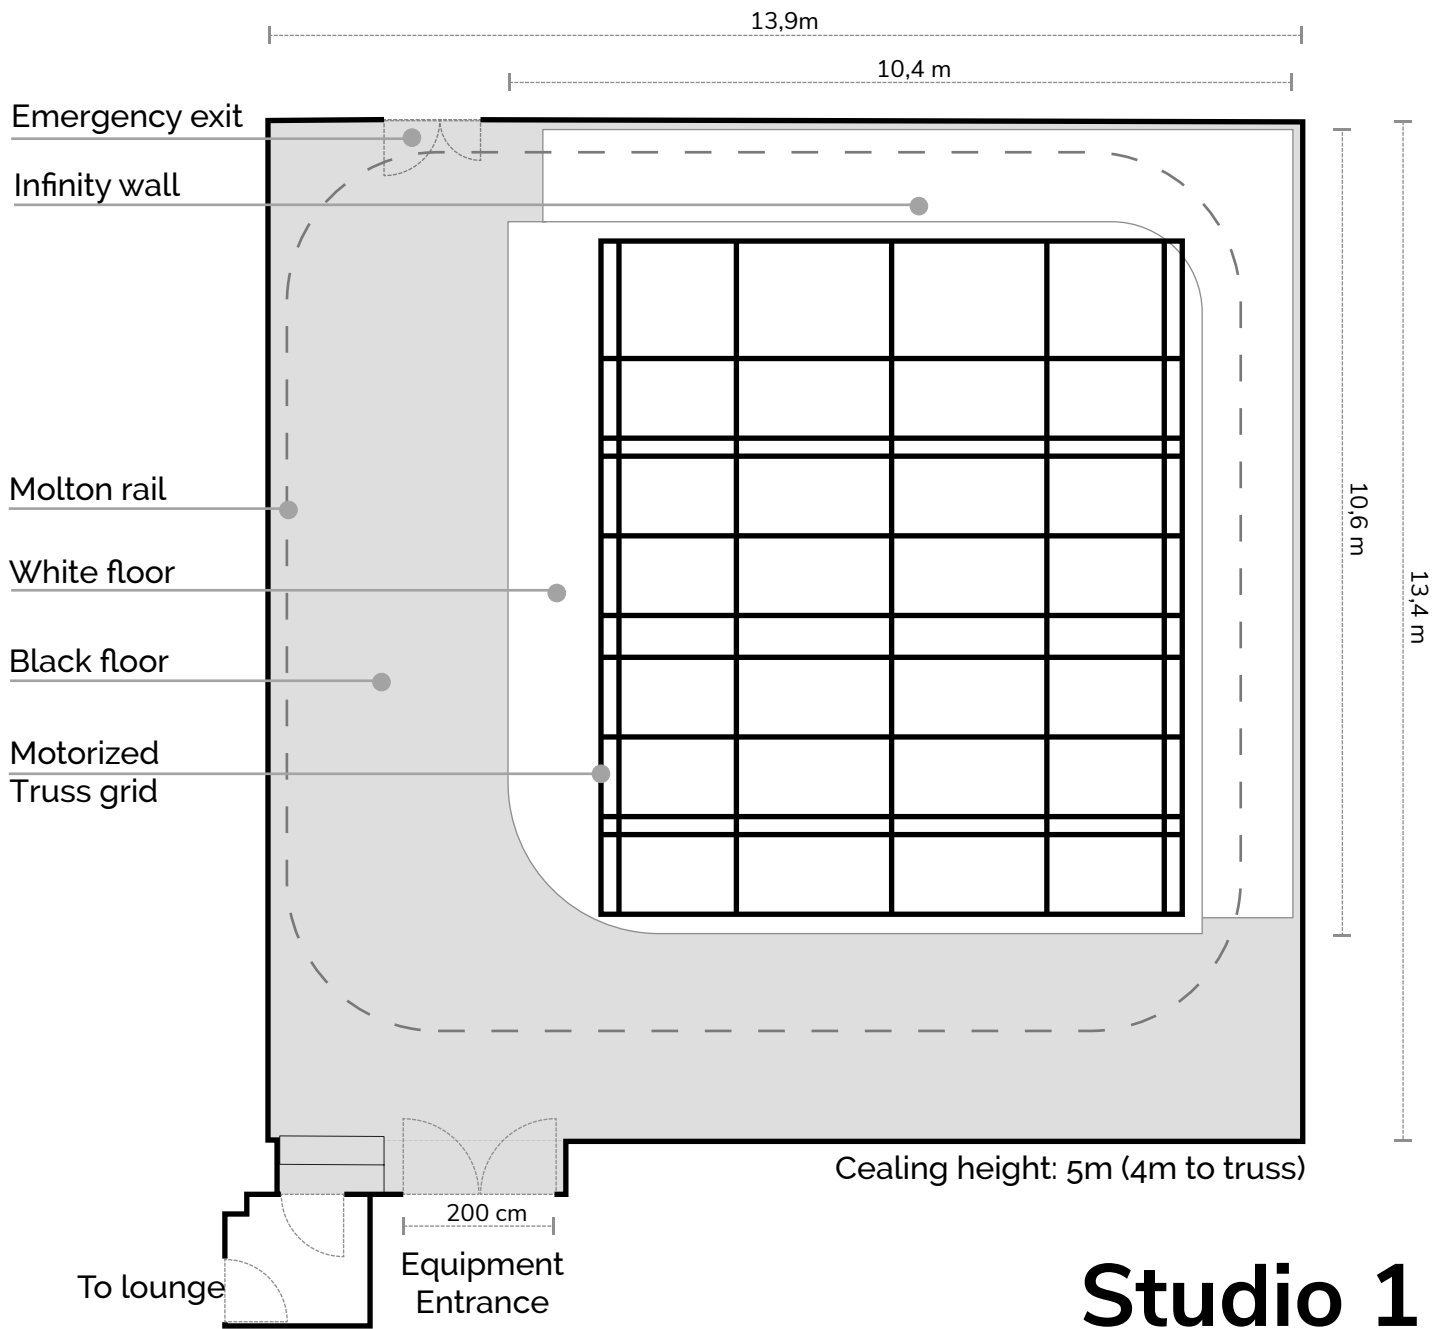 13,9m
10,4 m
Emergency exit
Infinity wall
Molton rail
10,6 m
White floor
13,4 m
Black floor
Motorized
Truss grid
Cealing height: 5m (4m to truss)
200 cm
Equipment
Entrance
To lounge
Studio 1